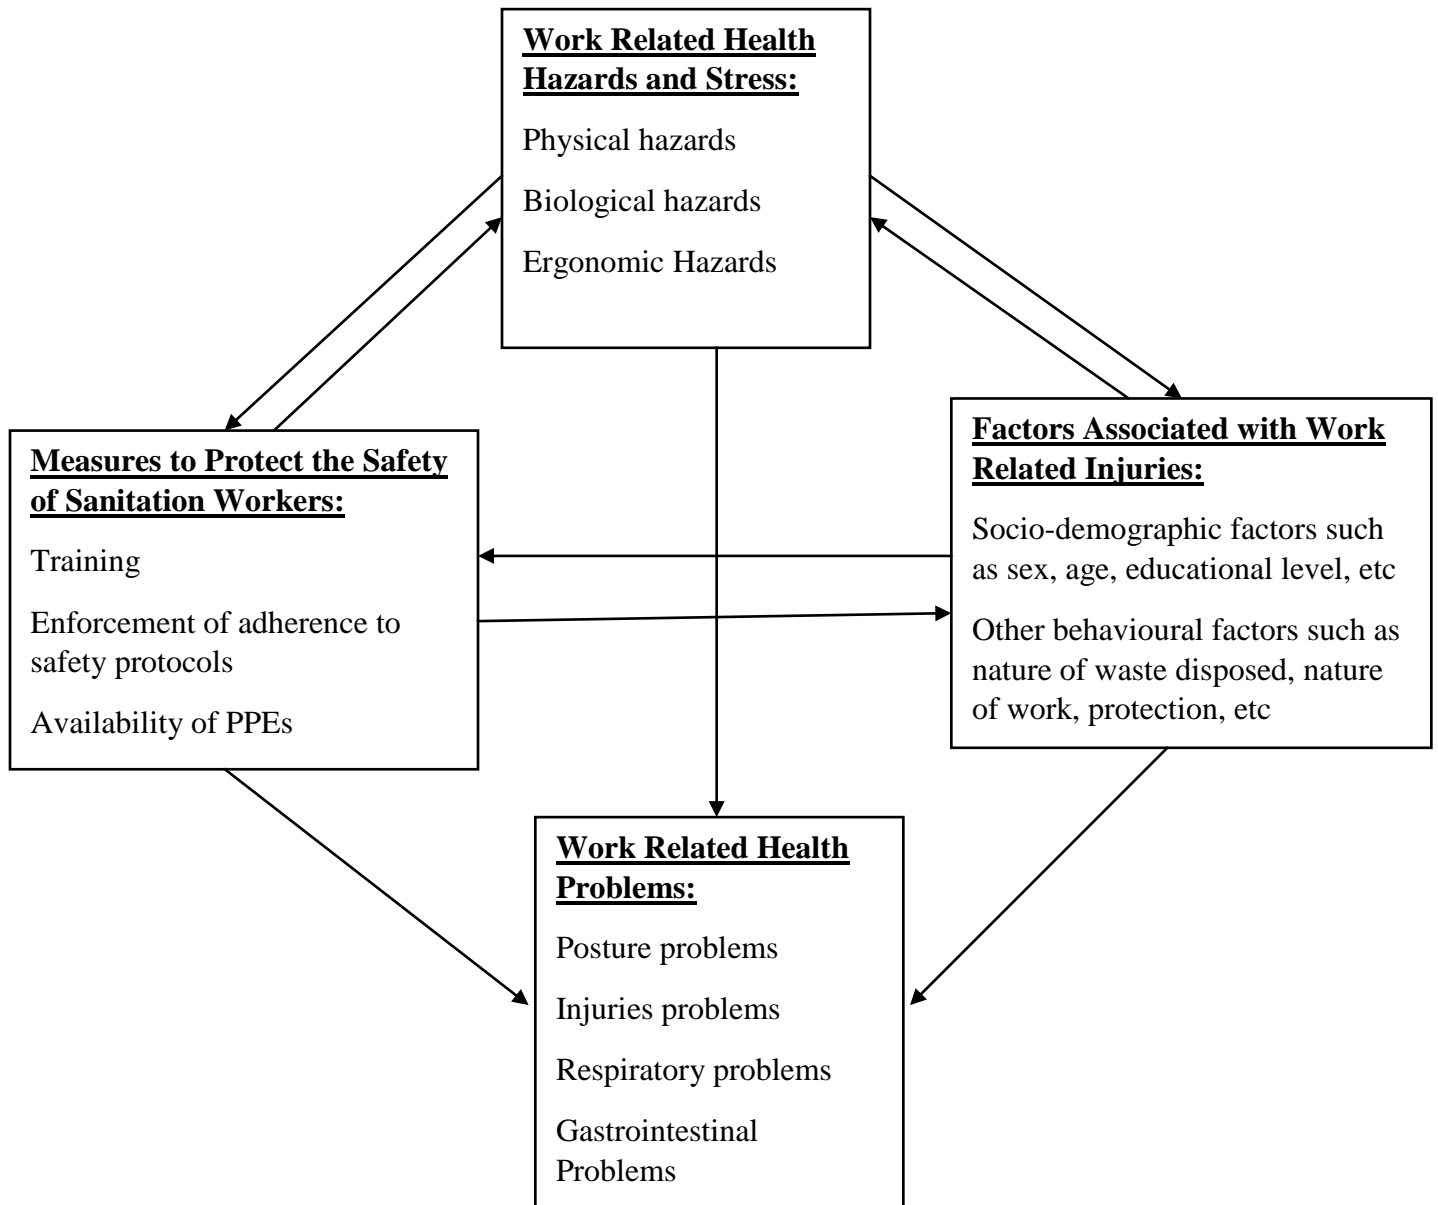 Work Related Health
Hazards and Stress:
Physical hazards
Biological hazards
Ergonomic Hazards
Measures to Protect the Safety
of Sanitation Workers:
Training
Enforcement of adherence to
safety protocols
Availability of PPEs
Factors Associated with Work
Related Injuries:
Socio-demographic factors such
as sex, age, educational level, etc
Other behavioural factors such as
nature of waste disposed, nature
of work, protection, etc
Work Related Health
Problems:
Posture problems
Injuries problems
Respiratory problems
Gastrointestinal
Problems